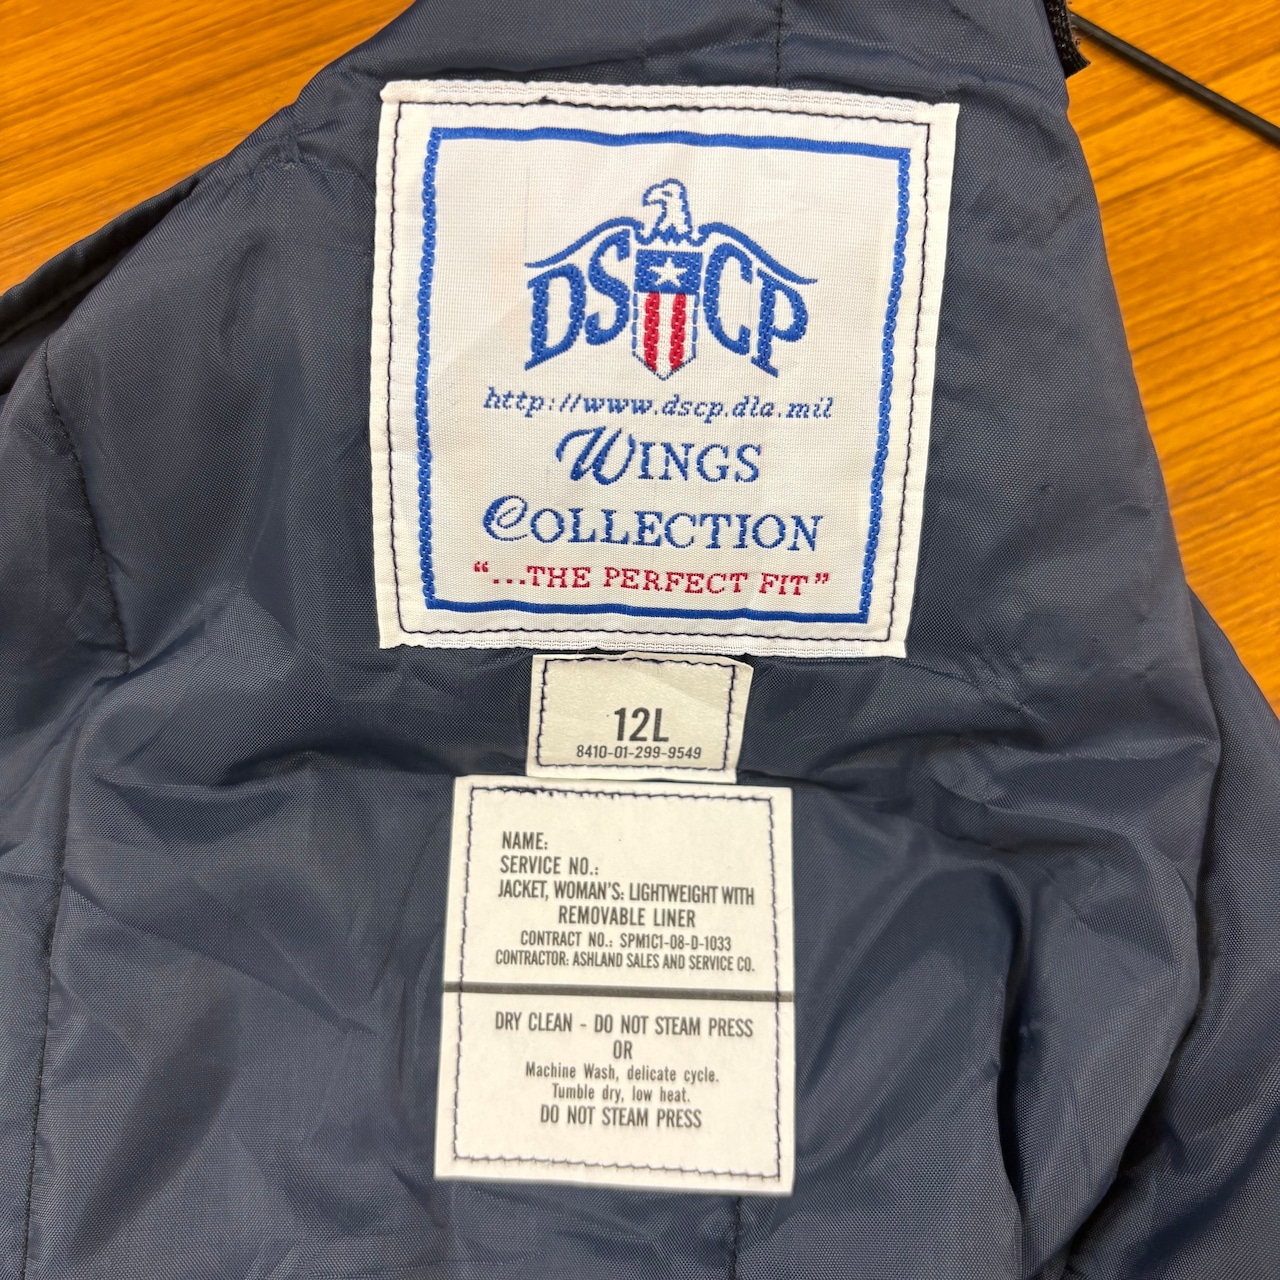 DSCP
http://www.dscp.dla.mil
WINGS
COLLECTION
"...THE PERFECT FIT"
12L
8410-01-299-9549
NAME:
SERVICE NO.:
JACKET, WOMAN'S: LIGHTWEIGHT WITH
REMOVABLE LINER
CONTRACT NO.: SPM1C1-08-D-1033
CONTRACTOR: ASHLAND SALES AND SERVICE CO.
DRY CLEAN - DO NOT STEAM PRESS
OR
Machine Wash, delicate cycle.
Tumble dry, low heat.
DO NOT STEAM PRESS